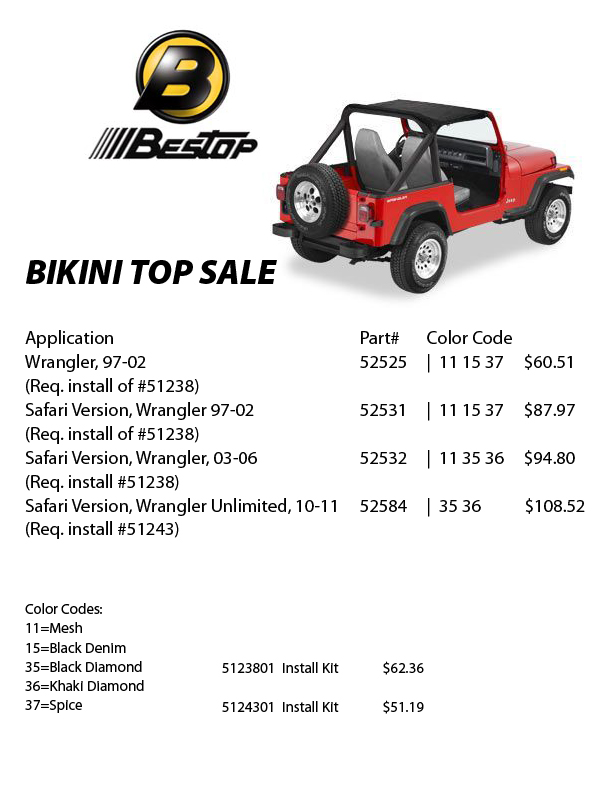 B
BESTOP
BIKINI TOP SALE
Application Part# Color Code
Wrangler, 97-02 52525 | 11 15 37 $60.51
(Req. install of #51238)
Safari Version, Wrangler 97-02 52531 | 11 15 37 $87.97
(Req. install of #51238)
Safari Version, Wrangler, 03-06 52532 | 11 35 36 $94.80
(Req. install #51238)
Safari Version, Wrangler Unlimited, 10-11 52584 | 35 36 $108.52
(Req. install #51243)
Color Codes:
11=Mesh
15=Black Denim
35=Black Diamond 5123801 Install Kit $62.36
36=Khaki Diamond
37=Spice 5124301 Install Kit $51.19